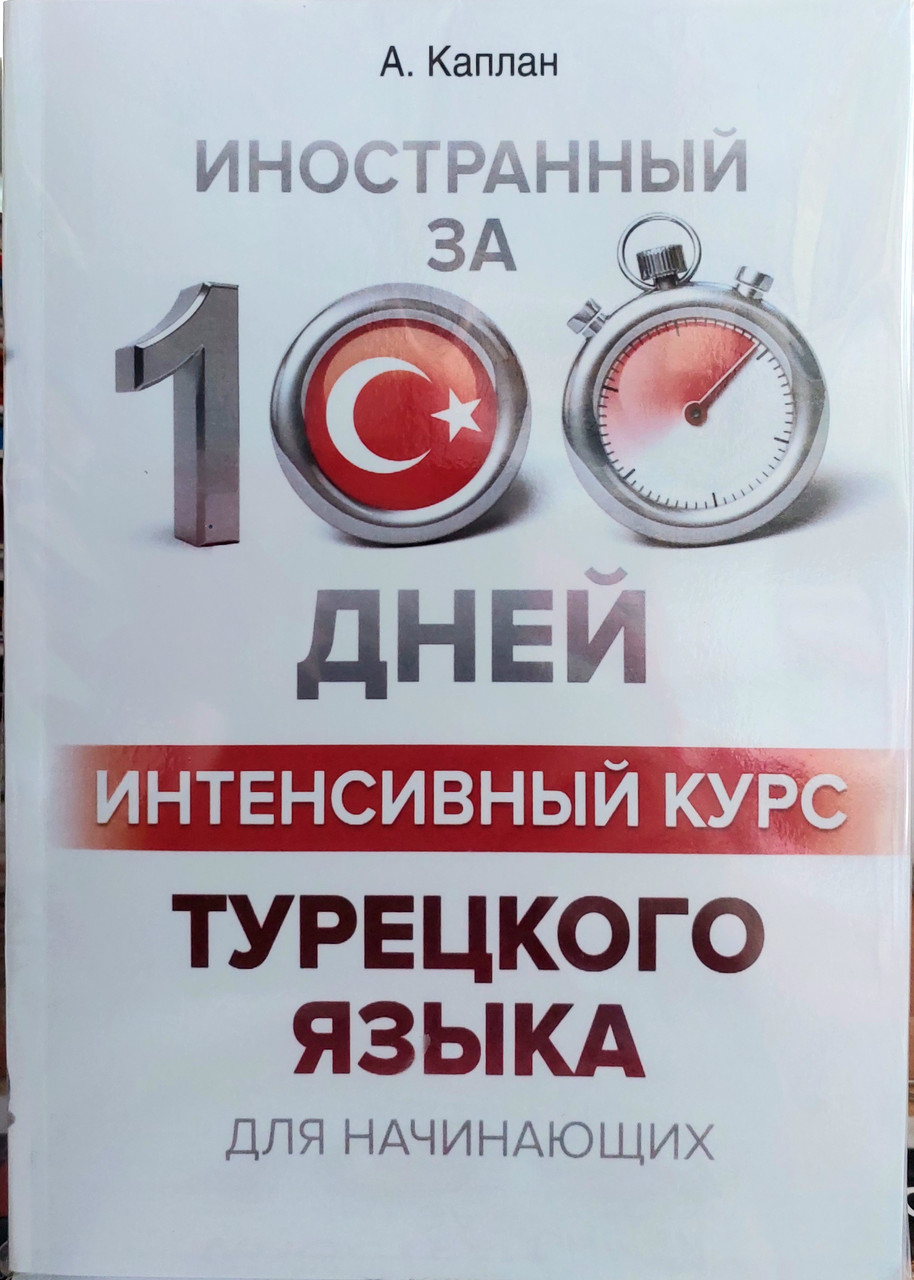 А. Каплан
ИНОСТРАННЫЙ
ЗА
100
ДНЕЙ
ИНТЕНСИВНЫЙ КУРС
ТУРЕЦКОГО
ЯЗЫКА
ДЛЯ НАЧИНАЮЩИХ